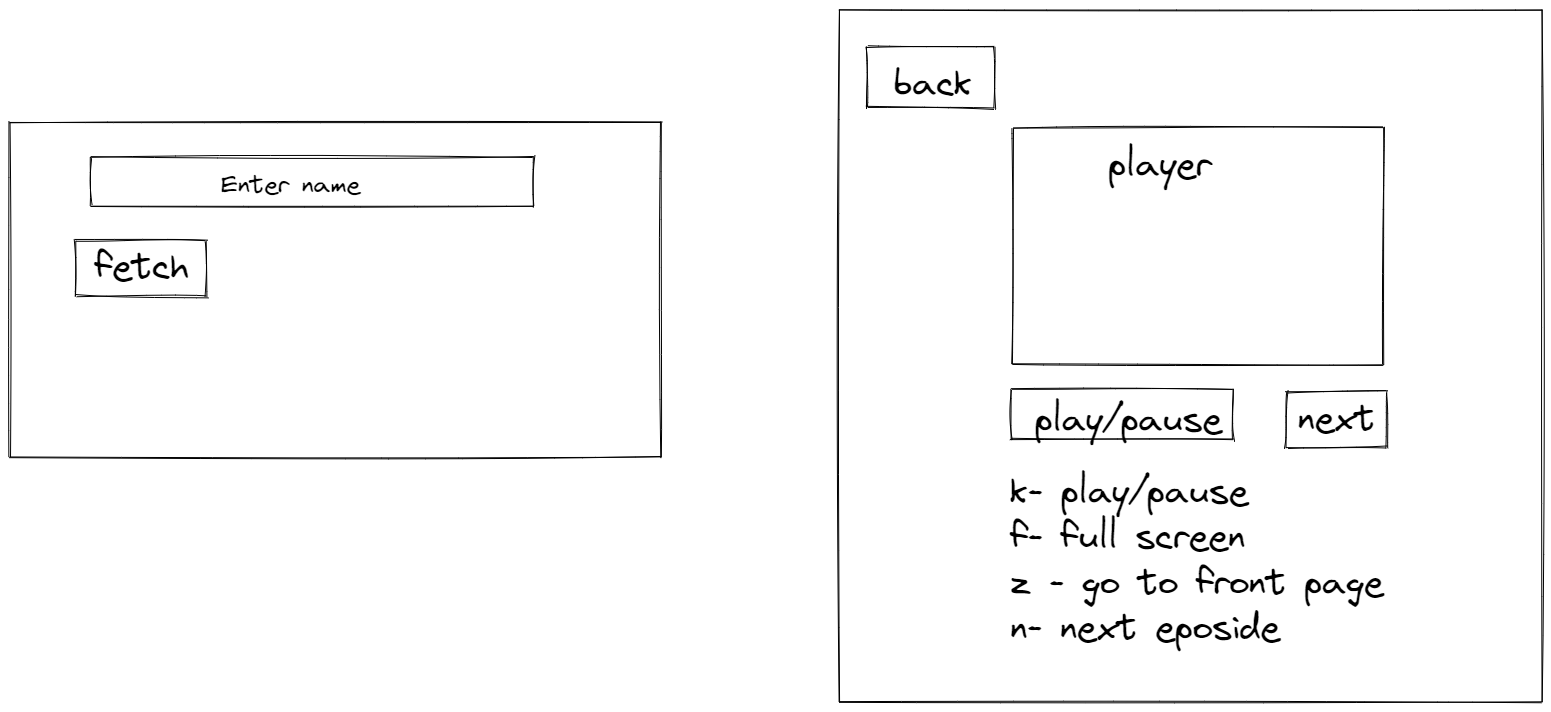 Enter name
fetch
back
player
play/pause
next
k- play/pause
f- full screen
z - go to front page
n- next eposide